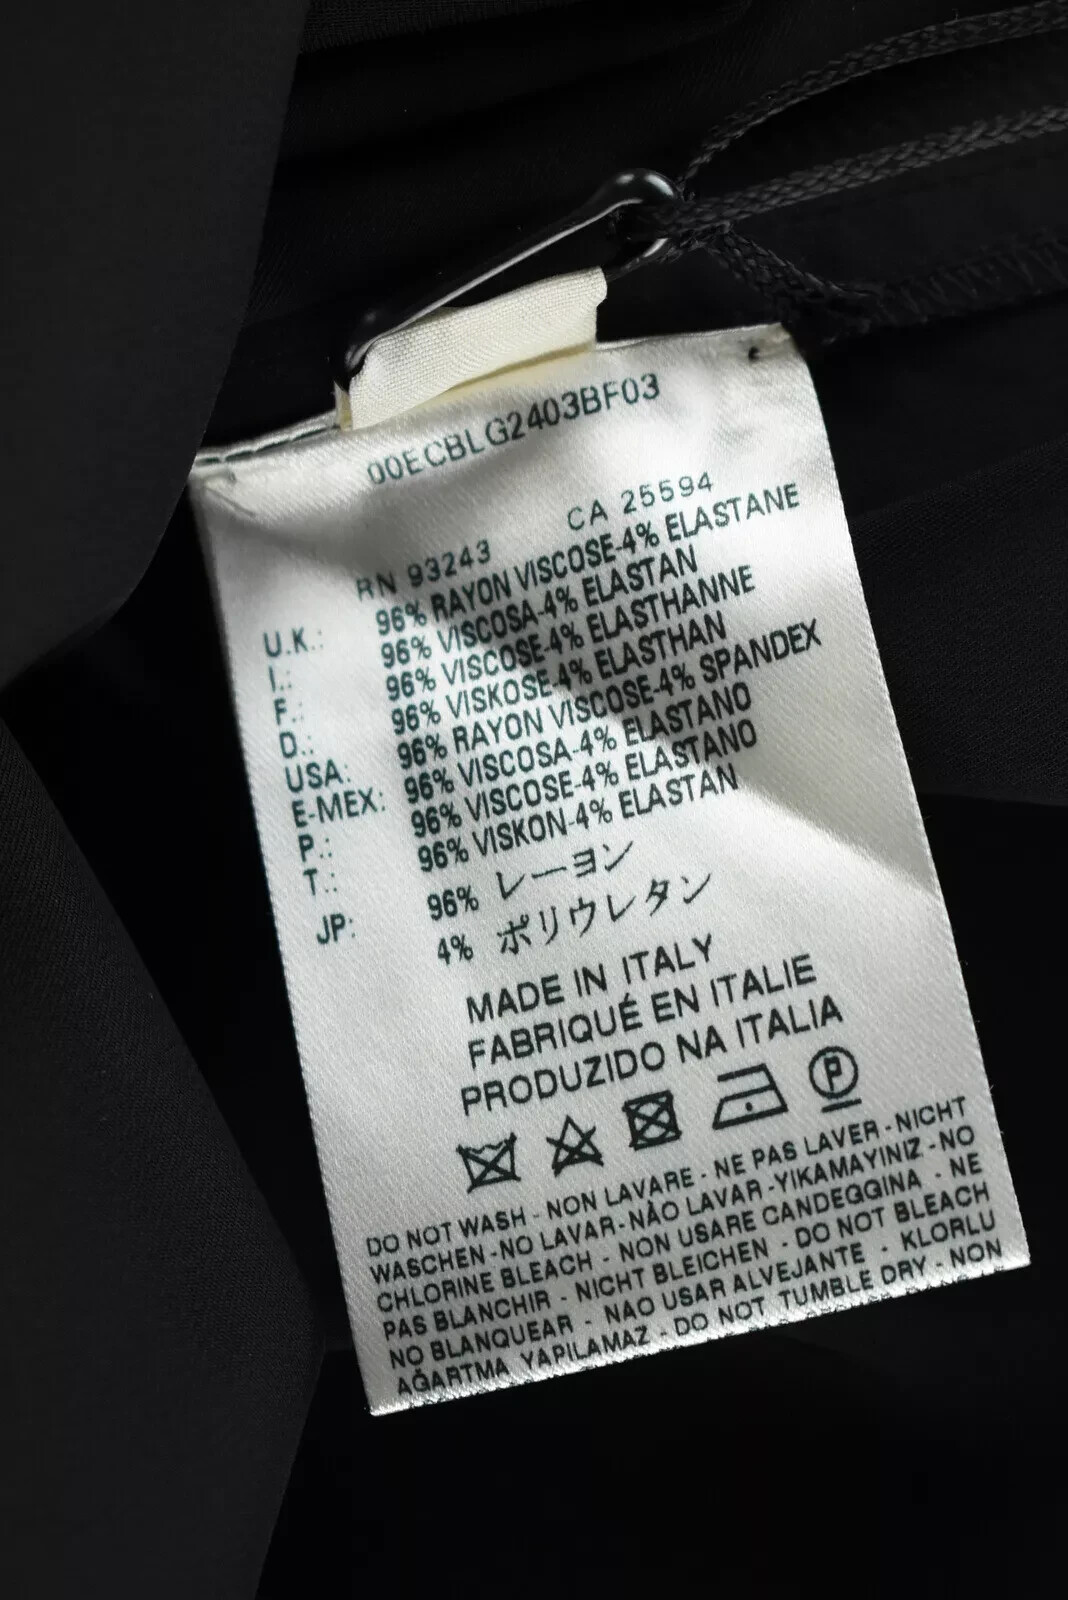 00ECBLG2403BF03
RN 93243 CA 25594
U.K.: 96% RAYON VISCOSE-4% ELASTANE
I.: 96% VISCOSA-4% ELASTAN
F.: 96% VISCOSE-4% ELASTHANNE
D.: 96% VISKOSE-4% ELASTHAN
USA: 96% RAYON VISCOSE-4% SPANDEX
E-MEX: 96% VISCOSA-4% ELASTANO
P.: 96% VISCOSE-4% ELASTANO
T.: 96% VISKON-4% ELASTAN
JP: 96% レーヨン
4% ポリウレタン
MADE IN ITALY
FABRIQUÉ EN ITALIE
PRODUZIDO NA ITALIA
P
DO NOT WASH - NON LAVARE - NE PAS LAVER - NICHT
WASCHEN - NO LAVAR - NÃO LAVAR - YIKAMAYINIZ - NO
CHLORINE BLEACH - NON USARE CANDEGGINA - NE
PAS BLANCHIR - NICHT BLEICHEN - DO NOT BLEACH
NO BLANQUEAR - NAO USAR ALVEJANTE - KLORLU
AĞARTMA YAPILAMAZ - DO NOT TUMBLE DRY - NON